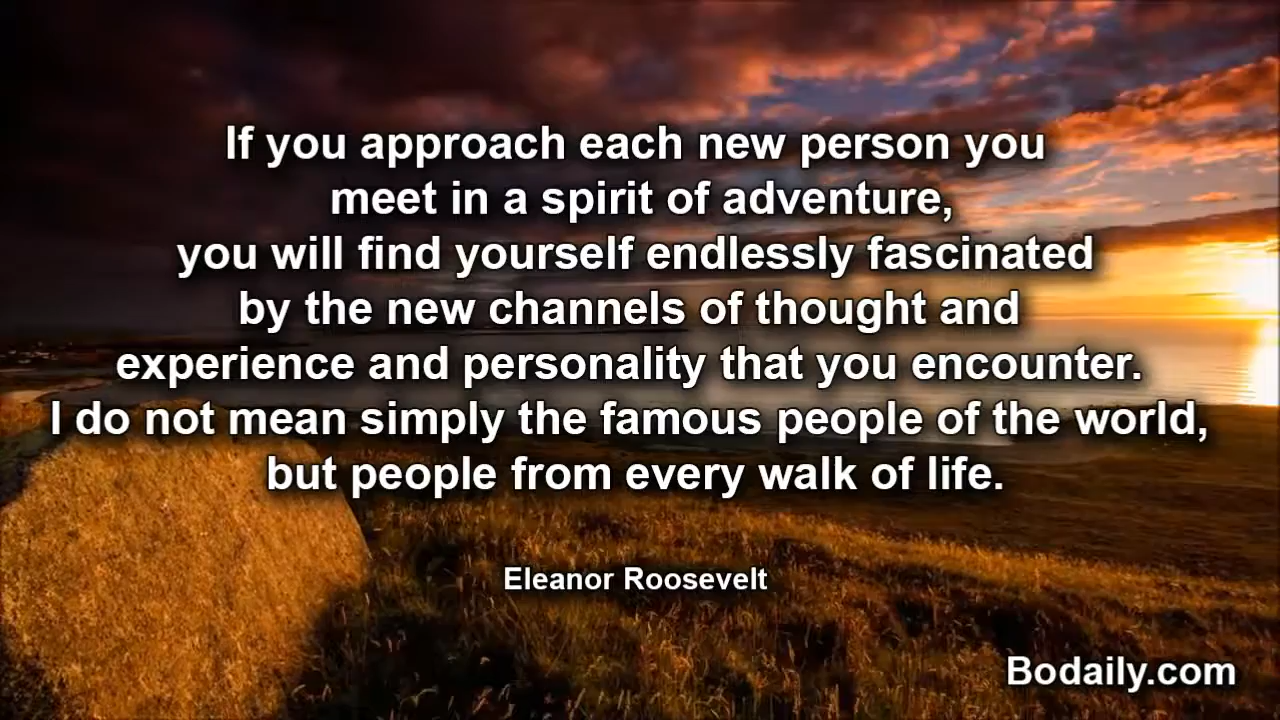 If you approach each new person you
meet in a spirit of adventure,
you will find yourself endlessly fascinated
by the new channels of thought and
experience and personality that you encounter.
I do not mean simply the famous people of the world,
but people from every walk of life.
Eleanor Roosevelt
Bodaily.com